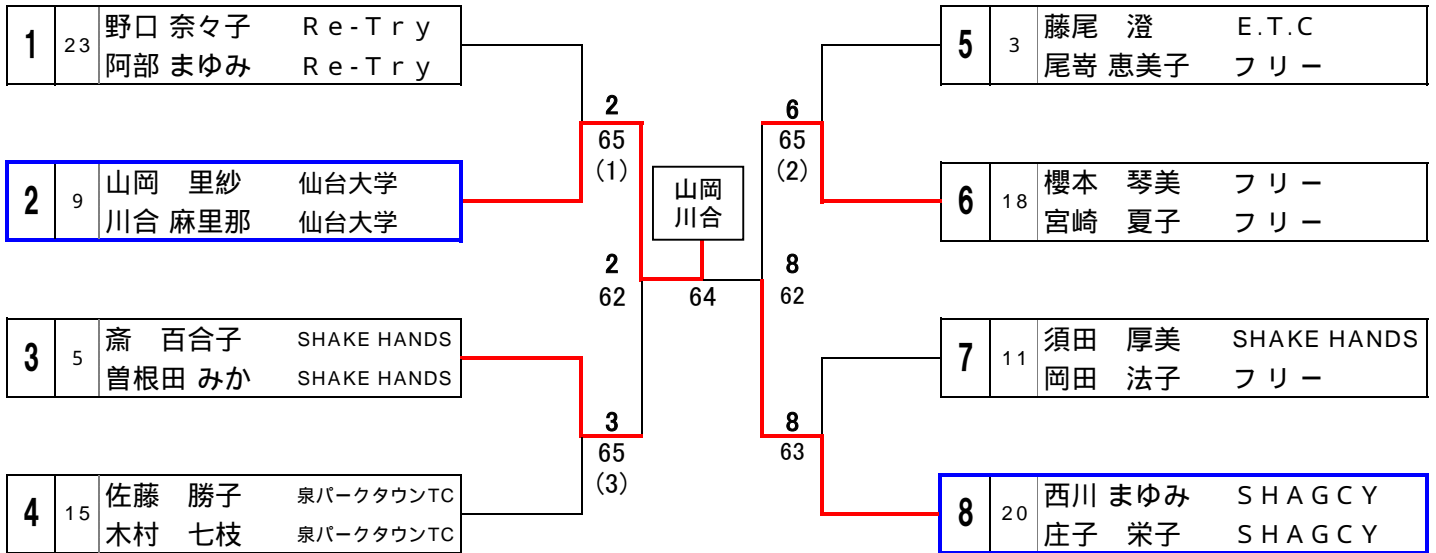 1 23 野口 奈々子 Re-Try
阿部 まゆみ Re-Try
2 9 山岡 里紗 仙台大学
川合 麻里那 仙台大学
3 5 斎 百合子 SHAKE HANDS
曽根田 みか SHAKE HANDS
4 15 佐藤 勝子 泉パークタウンTC
木村 七枝 泉パークタウンTC
2
65
(1)
2
62
3
65
(3)
山岡
川合
64
6
65
(2)
8
62
8
63
5 3 藤尾 澄 E.T.C
尾嵜 恵美子 フリー
6 18 櫻本 琴美 フリー
宮崎 夏子 フリー
7 11 須田 厚美 SHAKE HANDS
岡田 法子 フリー
8 20 西川 まゆみ SHAGCY
庄子 栄子 SHAGCY